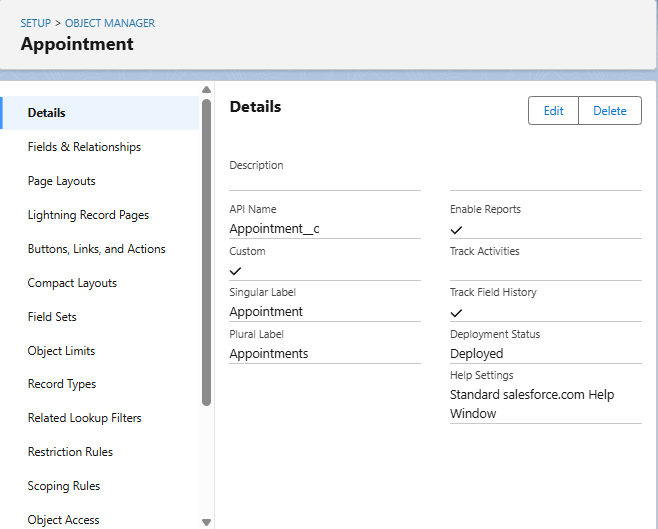 SETUP > OBJECT MANAGER
Appointment
Details
Fields & Relationships
Page Layouts
Lightning Record Pages
Buttons, Links, and Actions
Compact Layouts
Field Sets
Object Limits
Record Types
Related Lookup Filters
Restriction Rules
Scoping Rules
Object Access
Details
Edit
Delete
Description
API Name
Appointment__c
Custom
Singular Label
Appointment
Plural Label
Appointments
Enable Reports
Track Activities
Track Field History
Deployment Status
Deployed
Help Settings
Standard salesforce.com Help
Window